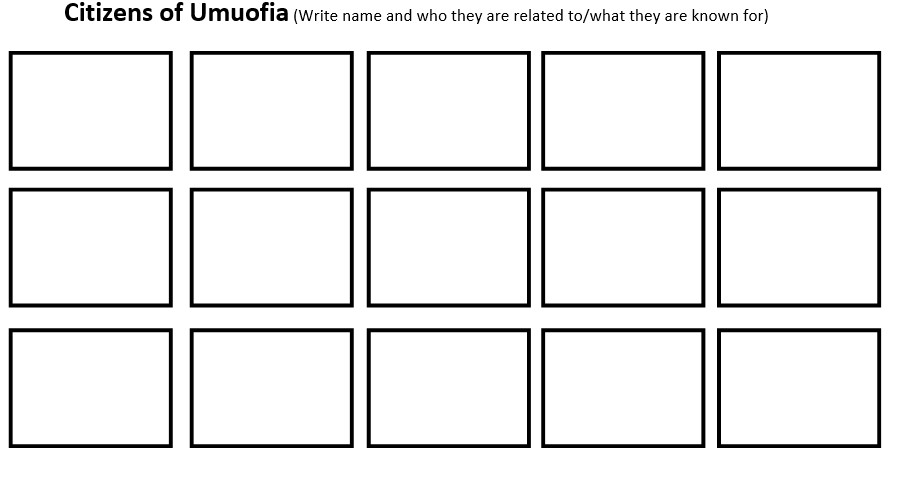 Citizens of Umuofia (Write name and who they are related to/what they are known for)